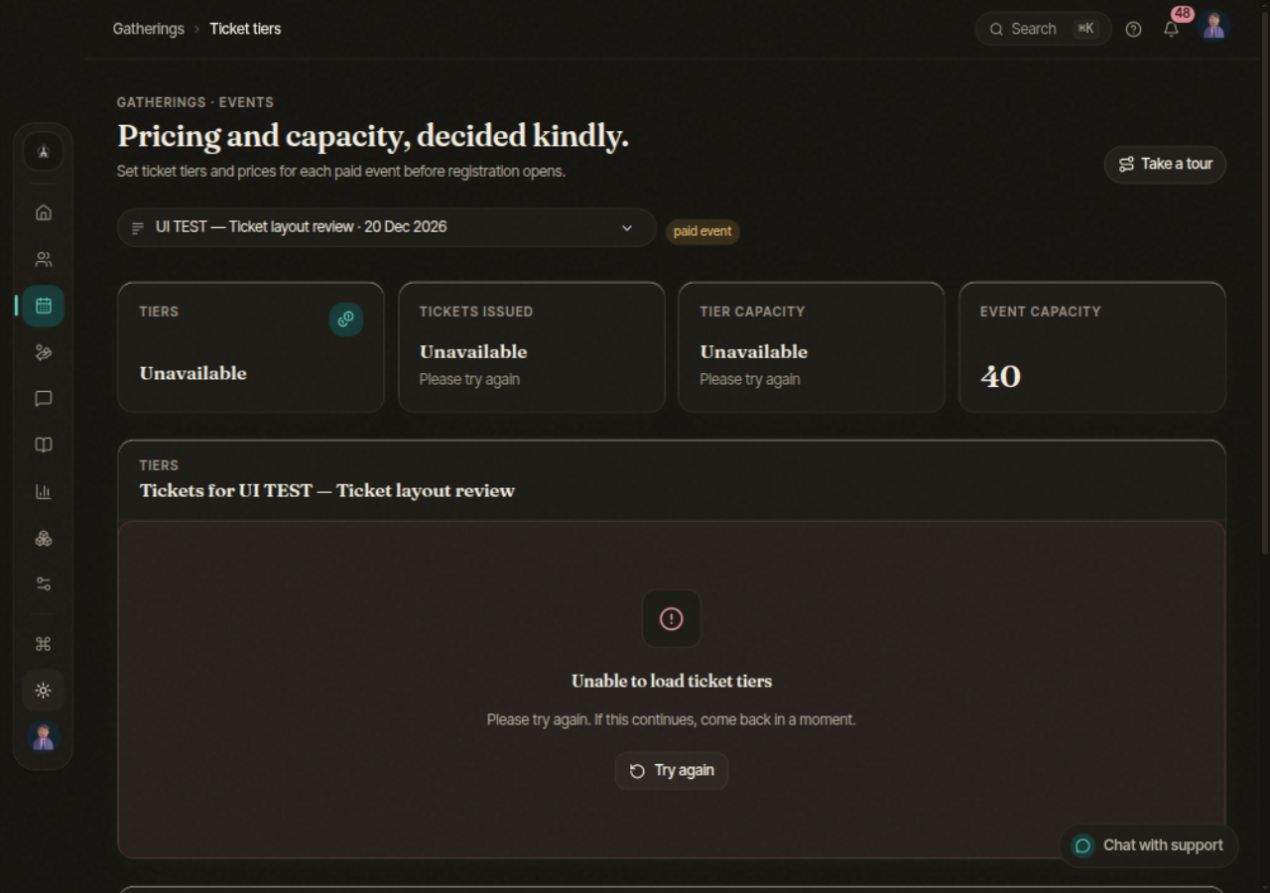 Gatherings › Ticket tiers
Search ⌘K
48
GATHERINGS · EVENTS
Pricing and capacity, decided kindly.
Set ticket tiers and prices for each paid event before registration opens.
Take a tour
UI TEST — Ticket layout review · 20 Dec 2026
paid event
TIERS
Unavailable
TICKETS ISSUED
Unavailable
Please try again
TIER CAPACITY
Unavailable
Please try again
EVENT CAPACITY
40
TIERS
Tickets for UI TEST — Ticket layout review
Unable to load ticket tiers
Please try again. If this continues, come back in a moment.
Try again
Chat with support